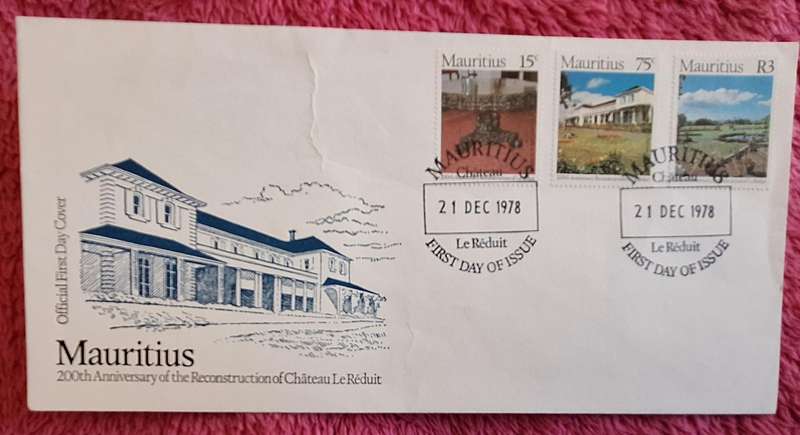 Mauritius 15c
Mauritius 75c
Mauritius R3
MAURITIUS
Château
21 DEC 1978
Le Réduit
FIRST DAY OF ISSUE
MAURITIUS
Château
21 DEC 1978
Le Réduit
FIRST DAY OF ISSUE
Official First Day Cover
Mauritius
200th Anniversary of the Reconstruction of Château Le Réduit